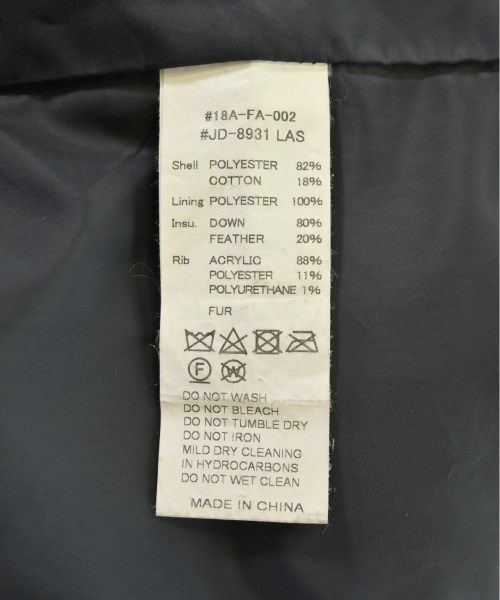 #18A-FA-002
#JD-8931 LAS
Shell POLYESTER 82%
COTTON 18%
Lining POLYESTER 100%
Insu. DOWN 80%
FEATHER 20%
Rib ACRYLIC 88%
POLYESTER 11%
POLYURETHANE 1%
FUR
F W
DO NOT WASH
DO NOT BLEACH
DO NOT TUMBLE DRY
DO NOT IRON
MILD DRY CLEANING
IN HYDROCARBONS
DO NOT WET CLEAN
MADE IN CHINA